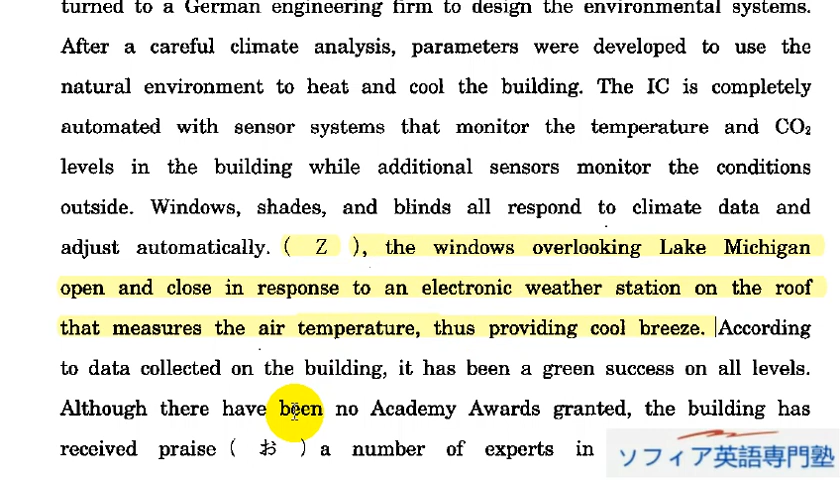 turned to a German engineering firm to design the environmental systems.
After a careful climate analysis, parameters were developed to use the
natural environment to heat and cool the building. The IC is completely
automated with sensor systems that monitor the temperature and CO₂
levels in the building while additional sensors monitor the conditions
outside. Windows, shades, and blinds all respond to climate data and
adjust automatically. ( Z ), the windows overlooking Lake Michigan
open and close in response to an electronic weather station on the roof
that measures the air temperature, thus providing cool breeze. According
to data collected on the building, it has been a green success on all levels.
Although there have been no Academy Awards granted, the building has
received praise ( お ) a number of experts in
ソフィア英語専門塾